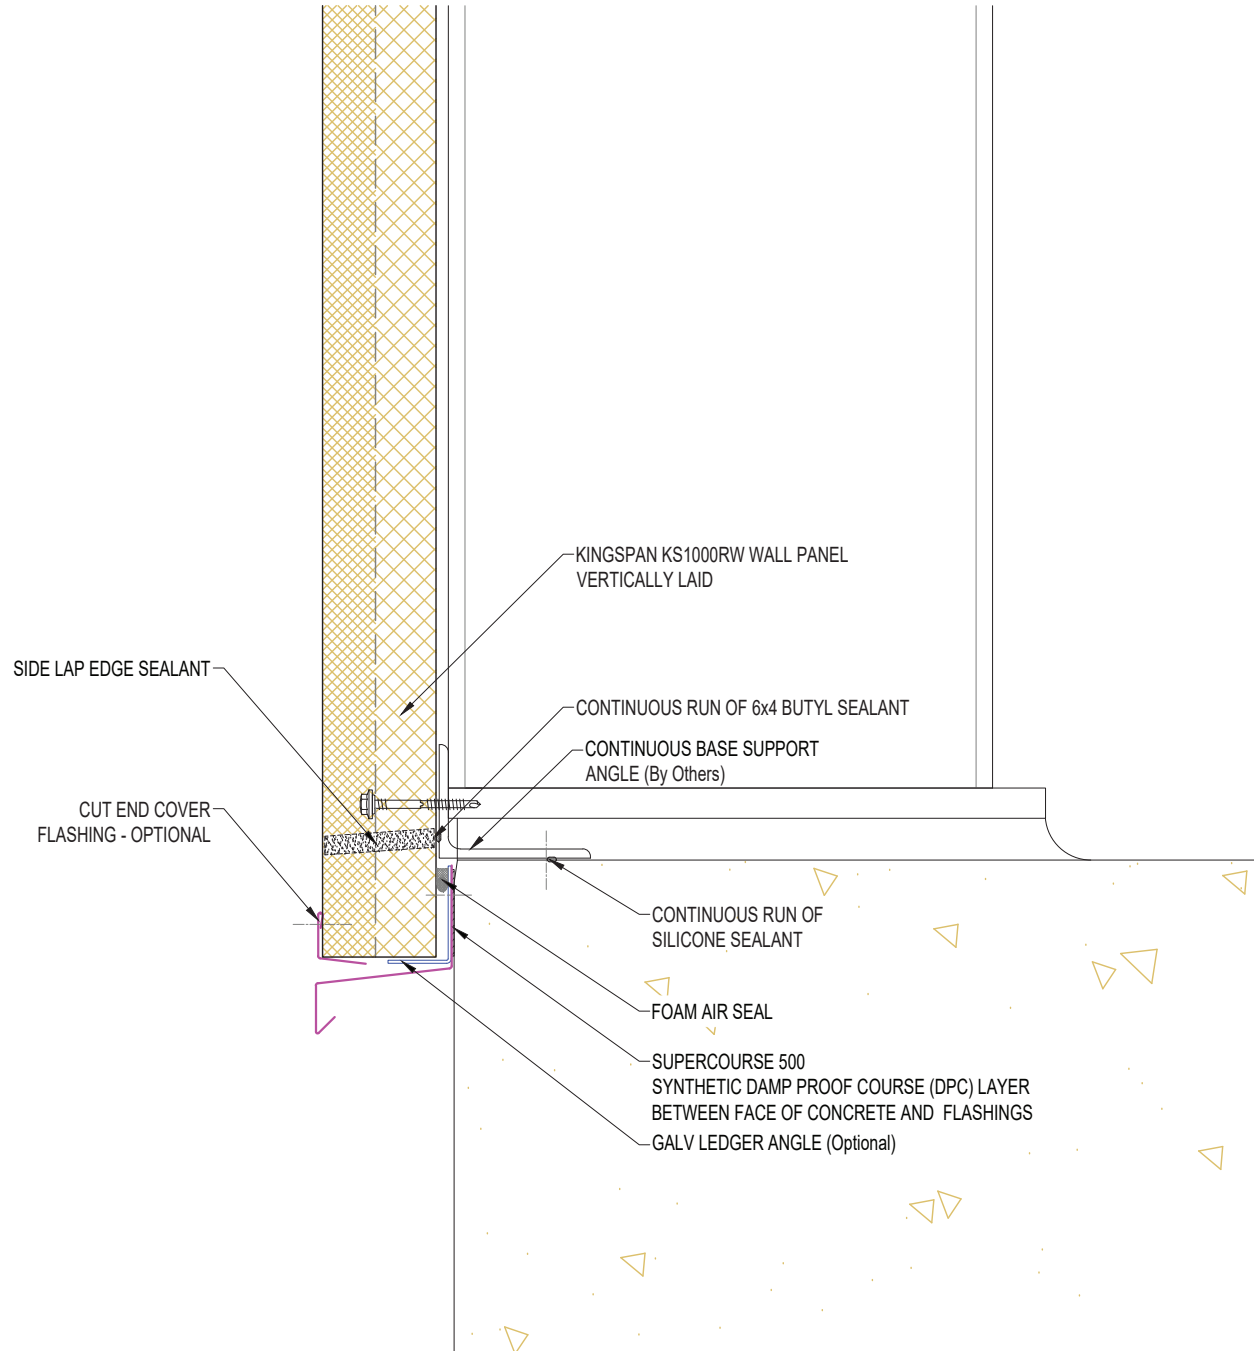 KINGSPAN KS1000RW WALL PANEL
VERTICALLY LAID
SIDE LAP EDGE SEALANT
CONTINUOUS RUN OF 6x4 BUTYL SEALANT
CONTINUOUS BASE SUPPORT
ANGLE (By Others)
CUT END COVER
FLASHING - OPTIONAL
CONTINUOUS RUN OF
SILICONE SEALANT
FOAM AIR SEAL
SUPERCOURSE 500
SYNTHETIC DAMP PROOF COURSE (DPC) LAYER
BETWEEN FACE OF CONCRETE AND FLASHINGS
GALV LEDGER ANGLE (Optional)